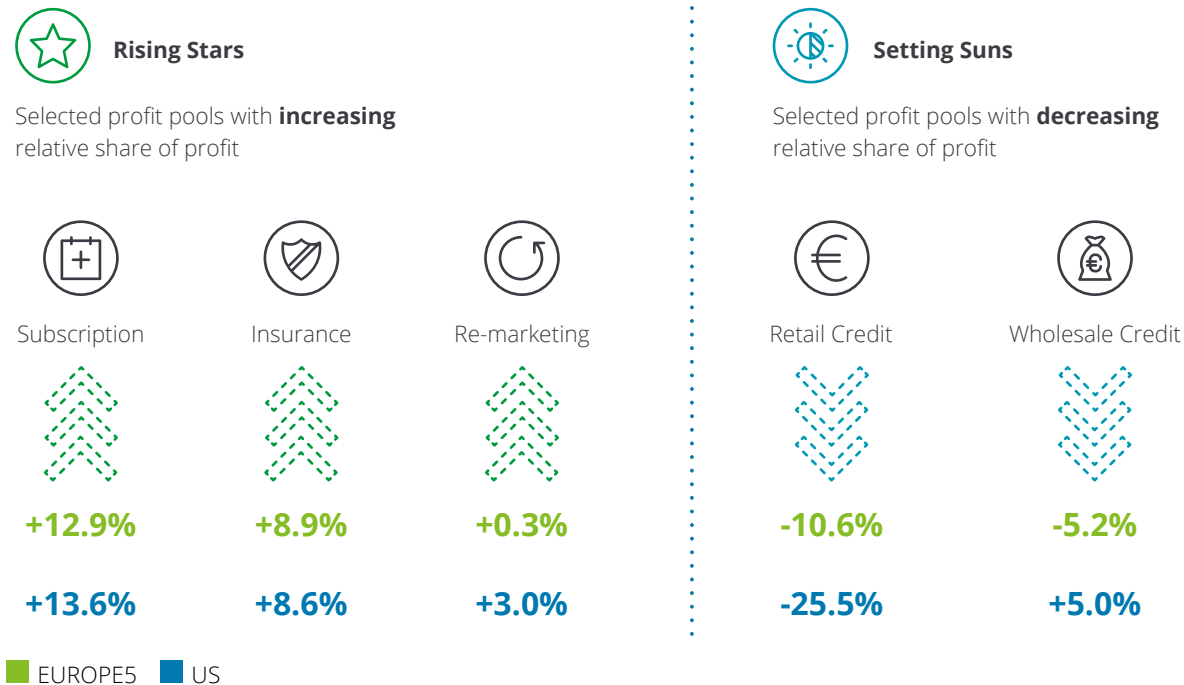 Rising Stars
Selected profit pools with increasing
relative share of profit
Subscription
Insurance
Re-marketing
+12.9%
+8.9%
+0.3%
+13.6%
+8.6%
+3.0%
Setting Suns
Selected profit pools with decreasing
relative share of profit
€
€
Retail Credit
Wholesale Credit
-10.6%
-5.2%
-25.5%
+5.0%
EUROPE5
US